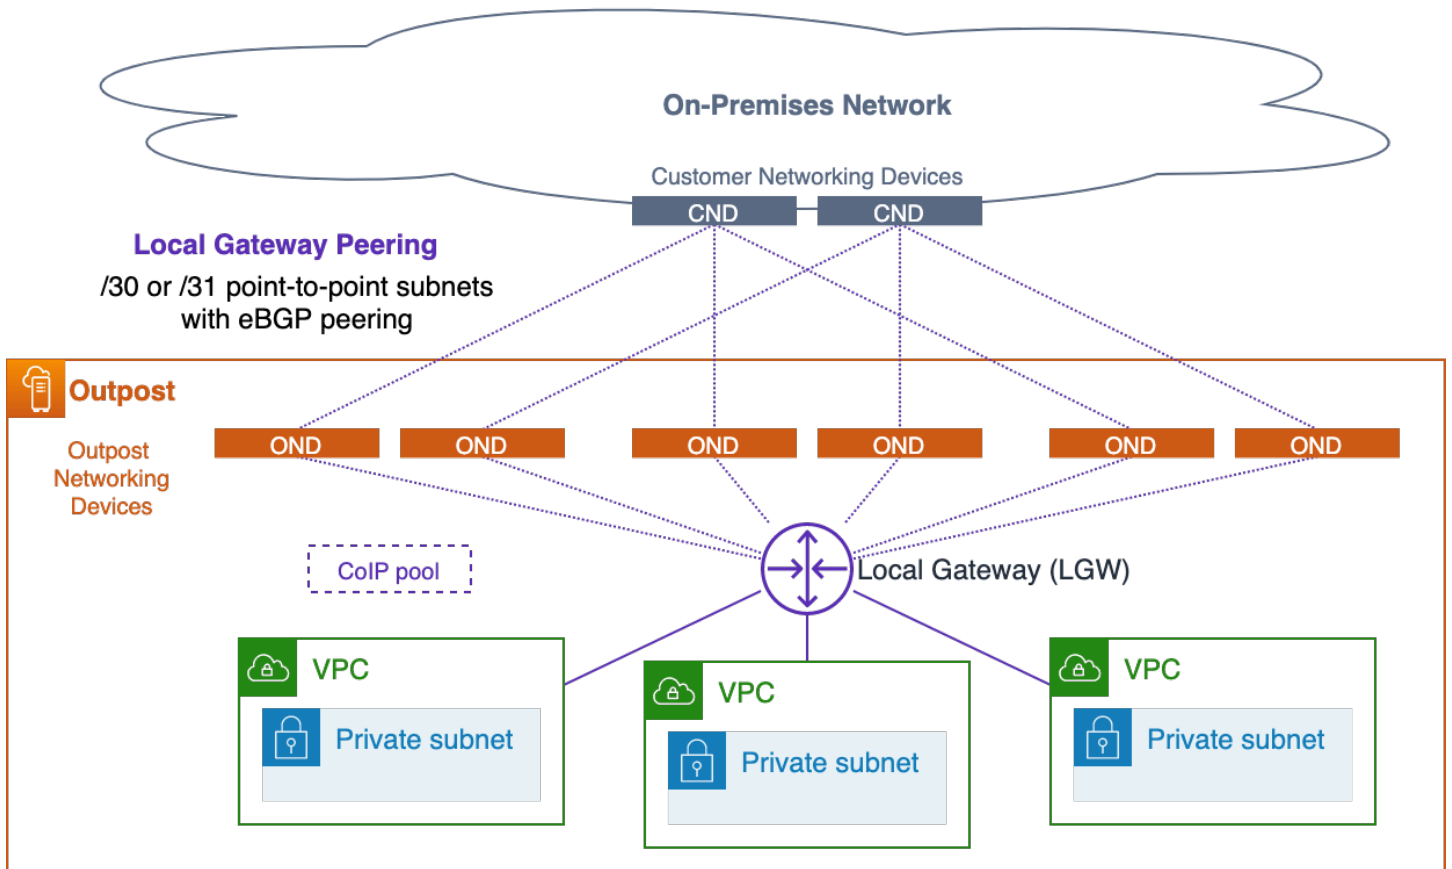 On-Premises Network
Customer Networking Devices
CND CND
Local Gateway Peering
/30 or /31 point-to-point subnets
with eBGP peering
Outpost
OND OND OND OND OND OND
Outpost
Networking
Devices
CoIP pool
Local Gateway (LGW)
VPC
Private subnet
VPC
Private subnet
VPC
Private subnet